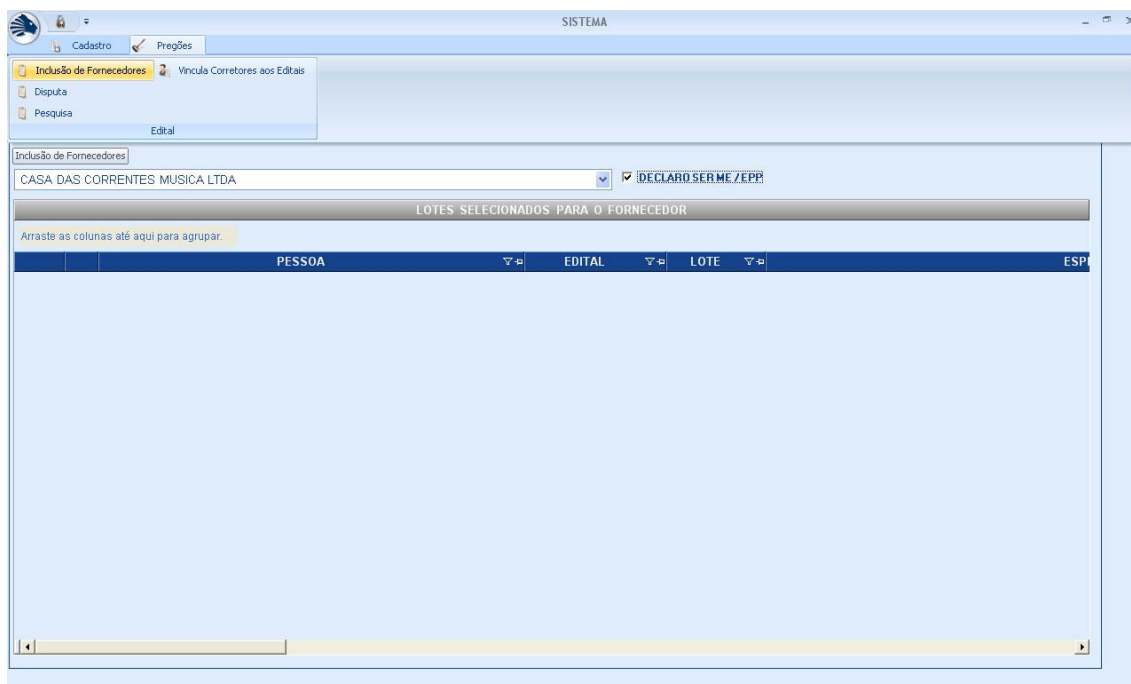 SISTEMA
Cadastro Pregões
Inclusão de Fornecedores Vincula Corretores aos Editais
Disputa
Pesquisa
Edital
Inclusão de Fornecedores
CASA DAS CORRENTES MUSICA LTDA DECLARO SER ME / EPP
LOTES SELECIONADOS PARA O FORNECEDOR
Arraste as colunas até aqui para agrupar.
PESSOA EDITAL LOTE ESPE